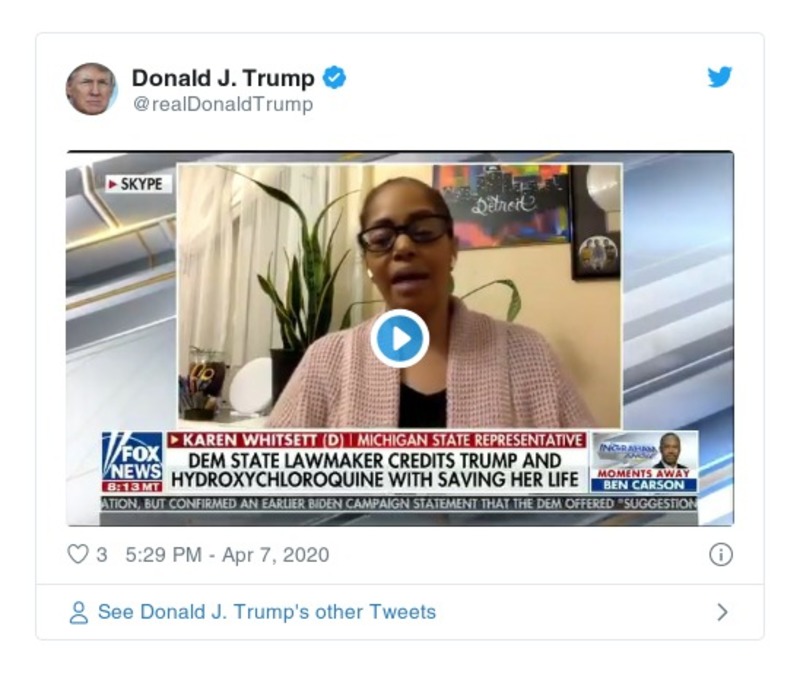 Donald J. Trump
@realDonaldTrump
SKYPE
Detroit
KAREN WHITSETT (D) | MICHIGAN STATE REPRESENTATIVE
DEM STATE LAWMAKER CREDITS TRUMP AND
HYDROXYCHLOROQUINE WITH SAVING HER LIFE
FOX
NEWS
8:13 MT
INGRAHAM
MOMENTS AWAY
BEN CARSON
ATION, BUT CONFIRMED AN EARLIER BIDEN CAMPAIGN STATEMENT THAT THE DEM OFFERED "SUGGESTION
3 5:29 PM - Apr 7, 2020
See Donald J. Trump's other Tweets